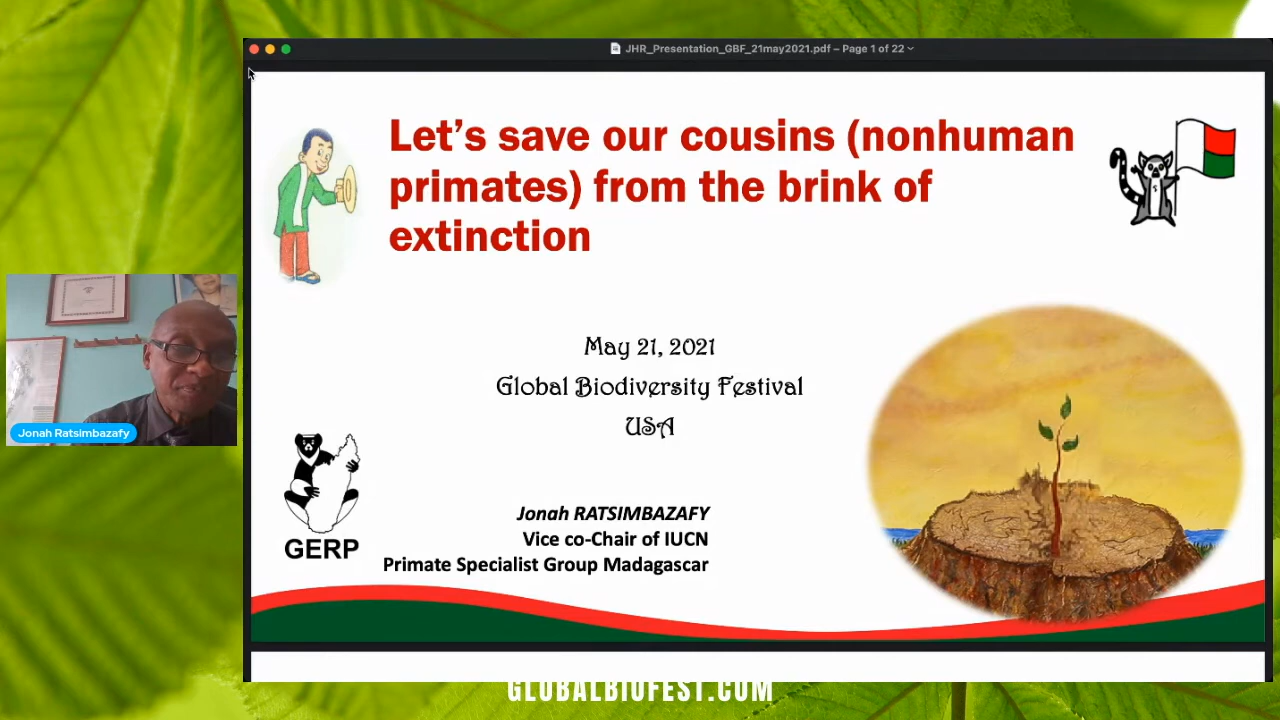 JHR_Presentation_GBF_21may2021.pdf – Page 1 of 22
Let's save our cousins (nonhuman
primates) from the brink of
extinction
May 21, 2021
Global Biodiversity Festival
USA
Jonah Ratsimbazafy
GERP
Jonah RATSIMBAZAFY
Vice co-Chair of IUCN
Primate Specialist Group Madagascar
GLOBALBIOFEST.COM